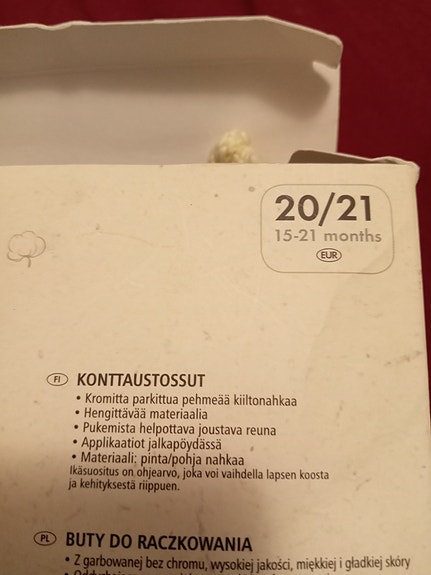 20/21
15-21 months
EUR
FI KONTTAUSTOSSUT
• Kromitta parkittua pehmeää kiiltonahkaa
• Hengittävää materiaalia
• Pukemista helpottava joustava reuna
• Applikaatiot jalkapöydässä
• Materiaali: pinta/pohja nahkaa
Ikäsuositus on ohjearvo, joka voi vaihdella lapsen koosta
ja kehityksestä riippuen.
PL BUTY DO RACZKOWANIA
• Z garbowanej bez chromu, wysokiej jakości, miękkiej i gładkiej skóry